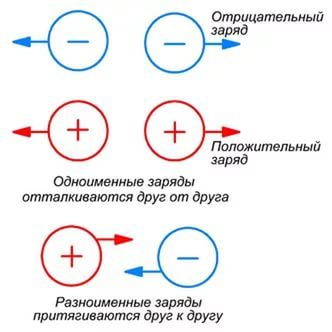 Отрицательный
заряд
Положительный
заряд
Одноименные заряды
отталкиваются друг от друга
Разноименные заряды
притягиваются друг к другу